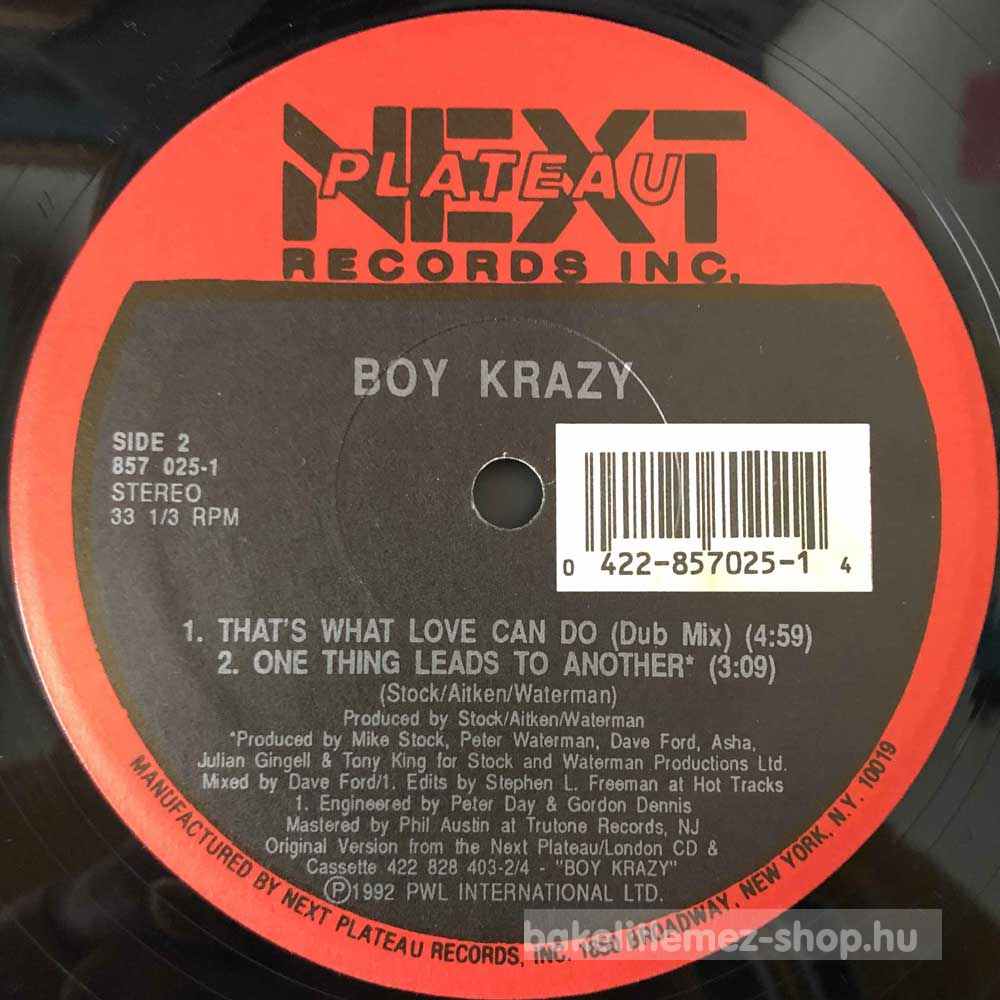 NEXT
PLATEAU
RECORDS INC.
BOY KRAZY
SIDE 2
857 025-1
STEREO
33 1/3 RPM
0 422-857025-1 4
1. THAT'S WHAT LOVE CAN DO (Dub Mix) (4:59)
2. ONE THING LEADS TO ANOTHER* (3:09)
(Stock/Aitken/Waterman)
Produced by Stock/Aitken/Waterman
*Produced by Mike Stock, Peter Waterman, Dave Ford, Asha,
Julian Gingell & Tony King for Stock and Waterman Productions Ltd.
Mixed by Dave Ford/1. Edits by Stephen L. Freeman at Hot Tracks
1. Engineered by Peter Day & Gordon Dennis
Mastered by Phil Austin at Trutone Records, NJ
Original Version from the Next Plateau/London CD &
Cassette 422 828 403-2/4 - "BOY KRAZY"
Ⓟ1992 PWL INTERNATIONAL LTD.
MANUFACTURED BY NEXT PLATEAU RECORDS, INC. 1650 BROADWAY, NEW YORK, N.Y. 10019
bakelitlemez-shop.hu